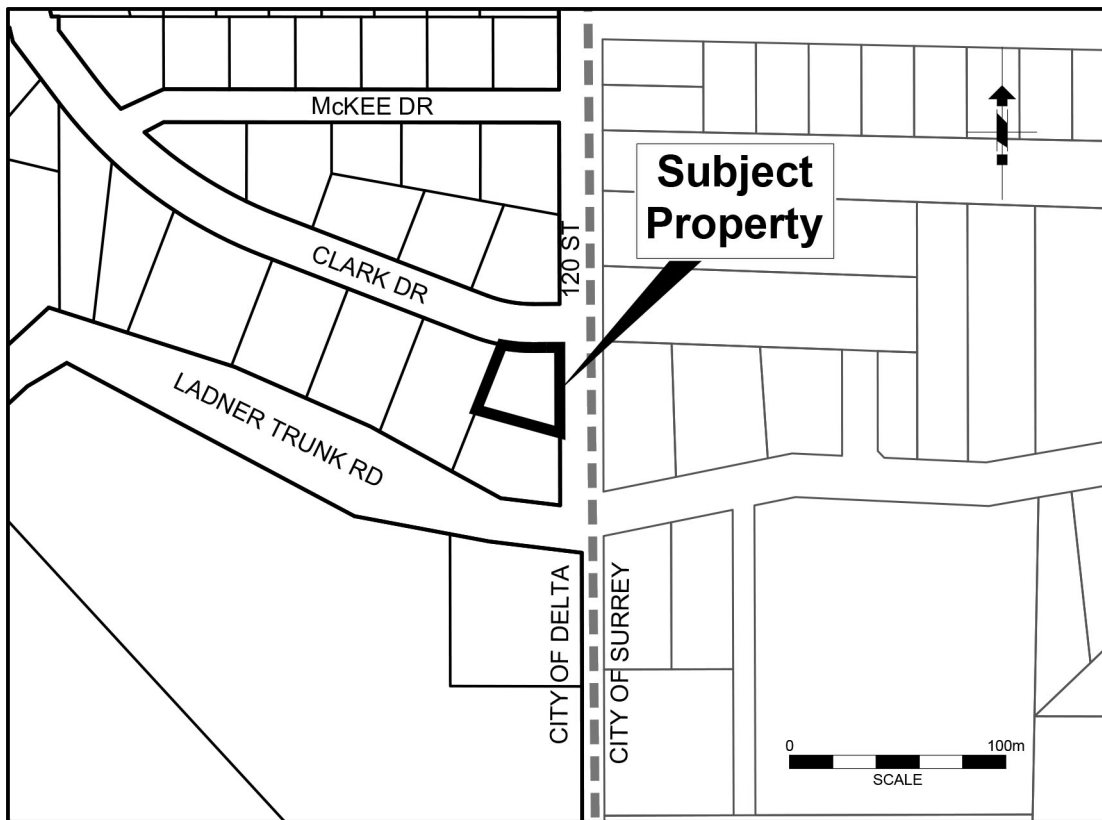 McKEE DR
Subject
Property
120 ST
CLARK DR
LADNER TRUNK RD
CITY OF DELTA
CITY OF SURREY
0 100m
SCALE